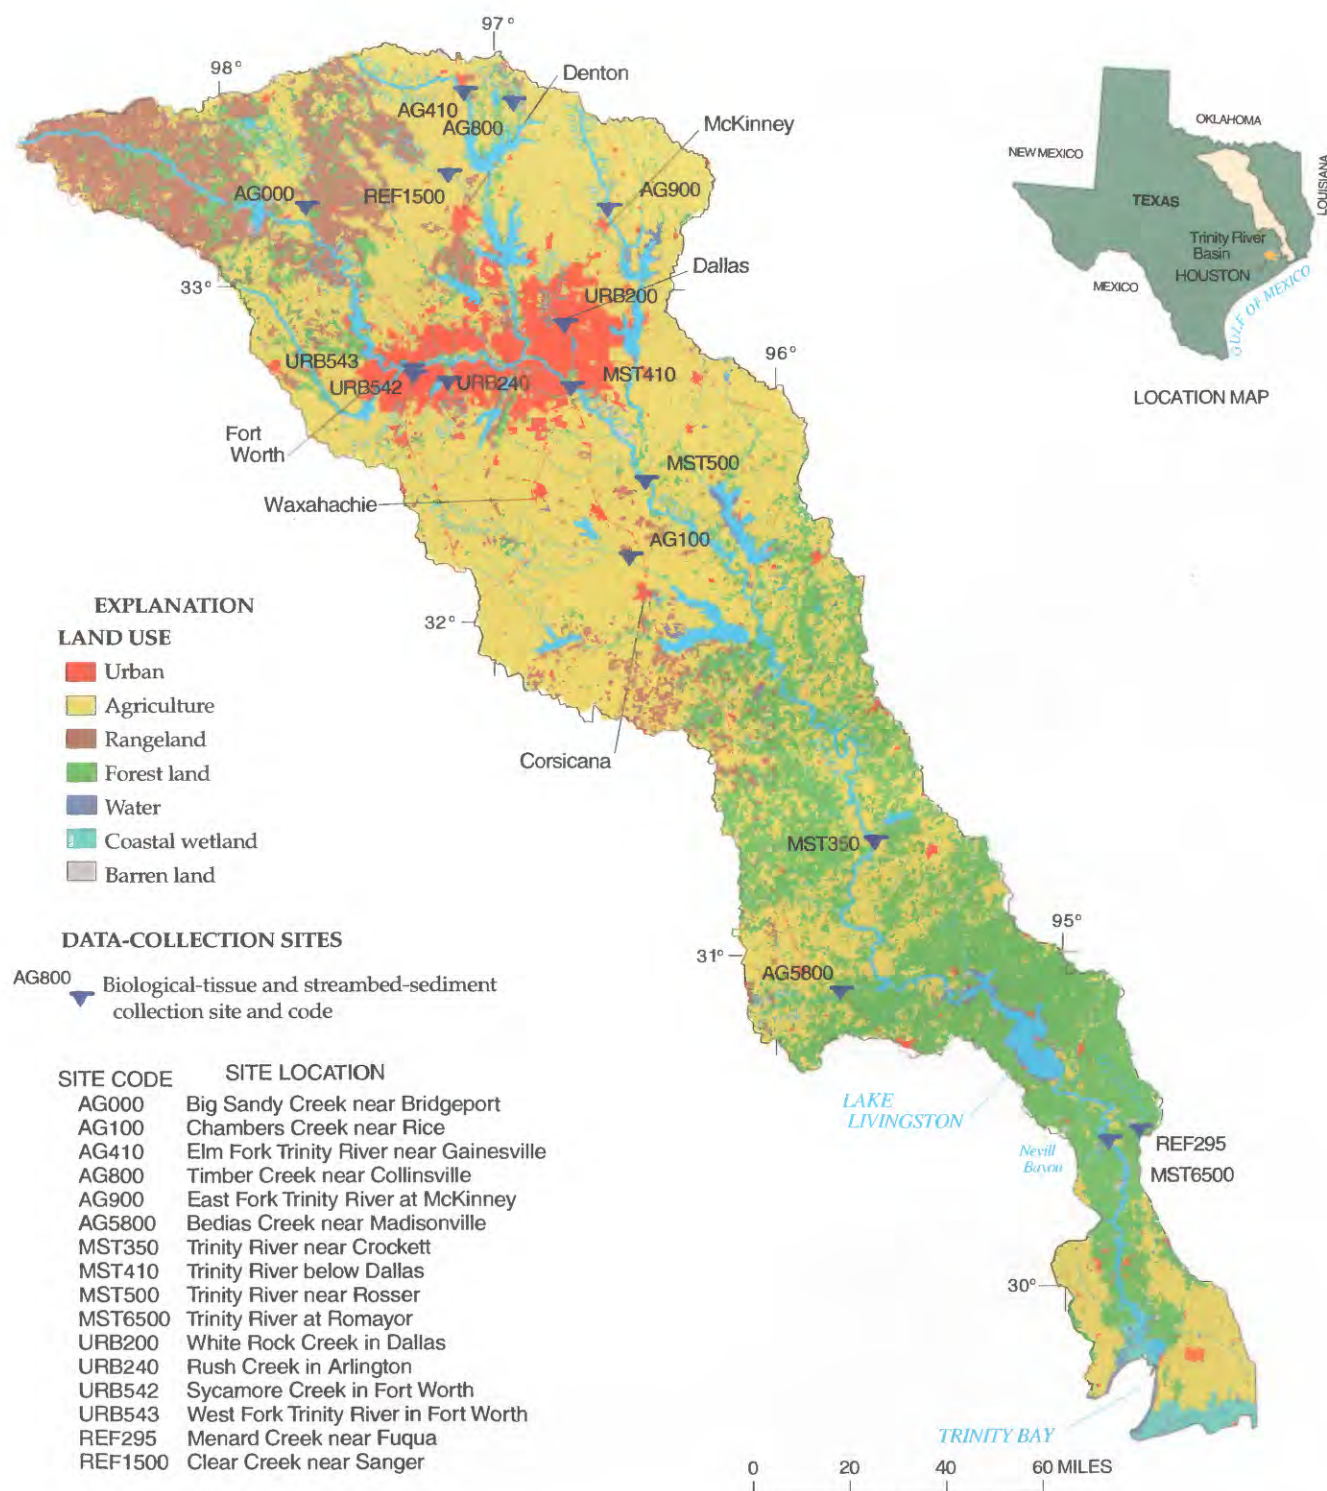 97°
98°
Denton
AG410
AG800
McKinney
REF1500
AG000
AG900
Dallas
33°
URB200
96°
URB543
URB542
URB240
MST410
Fort
Worth
MST500
Waxahachie
AG100
32°
Corsicana
MST350
95°
31°
AG5800
LAKE
LIVINGSTON
Nevill
Bayou
REF295
MST6500
30°
TRINITY BAY
0 20 40 60 MILES
OKLAHOMA
NEW MEXICO
LOUISIANA
TEXAS
Trinity River
Basin
HOUSTON
MEXICO
GULF OF MEXICO
LOCATION MAP
EXPLANATION
LAND USE
Urban
Agriculture
Rangeland
Forest land
Water
Coastal wetland
Barren land
DATA-COLLECTION SITES
AG800 Biological-tissue and streambed-sediment
collection site and code
SITE CODE SITE LOCATION
AG000 Big Sandy Creek near Bridgeport
AG100 Chambers Creek near Rice
AG410 Elm Fork Trinity River near Gainesville
AG800 Timber Creek near Collinsville
AG900 East Fork Trinity River at McKinney
AG5800 Bedias Creek near Madisonville
MST350 Trinity River near Crockett
MST410 Trinity River below Dallas
MST500 Trinity River near Rosser
MST6500 Trinity River at Romayor
URB200 White Rock Creek in Dallas
URB240 Rush Creek in Arlington
URB542 Sycamore Creek in Fort Worth
URB543 West Fork Trinity River in Fort Worth
REF295 Menard Creek near Fuqua
REF1500 Clear Creek near Sanger